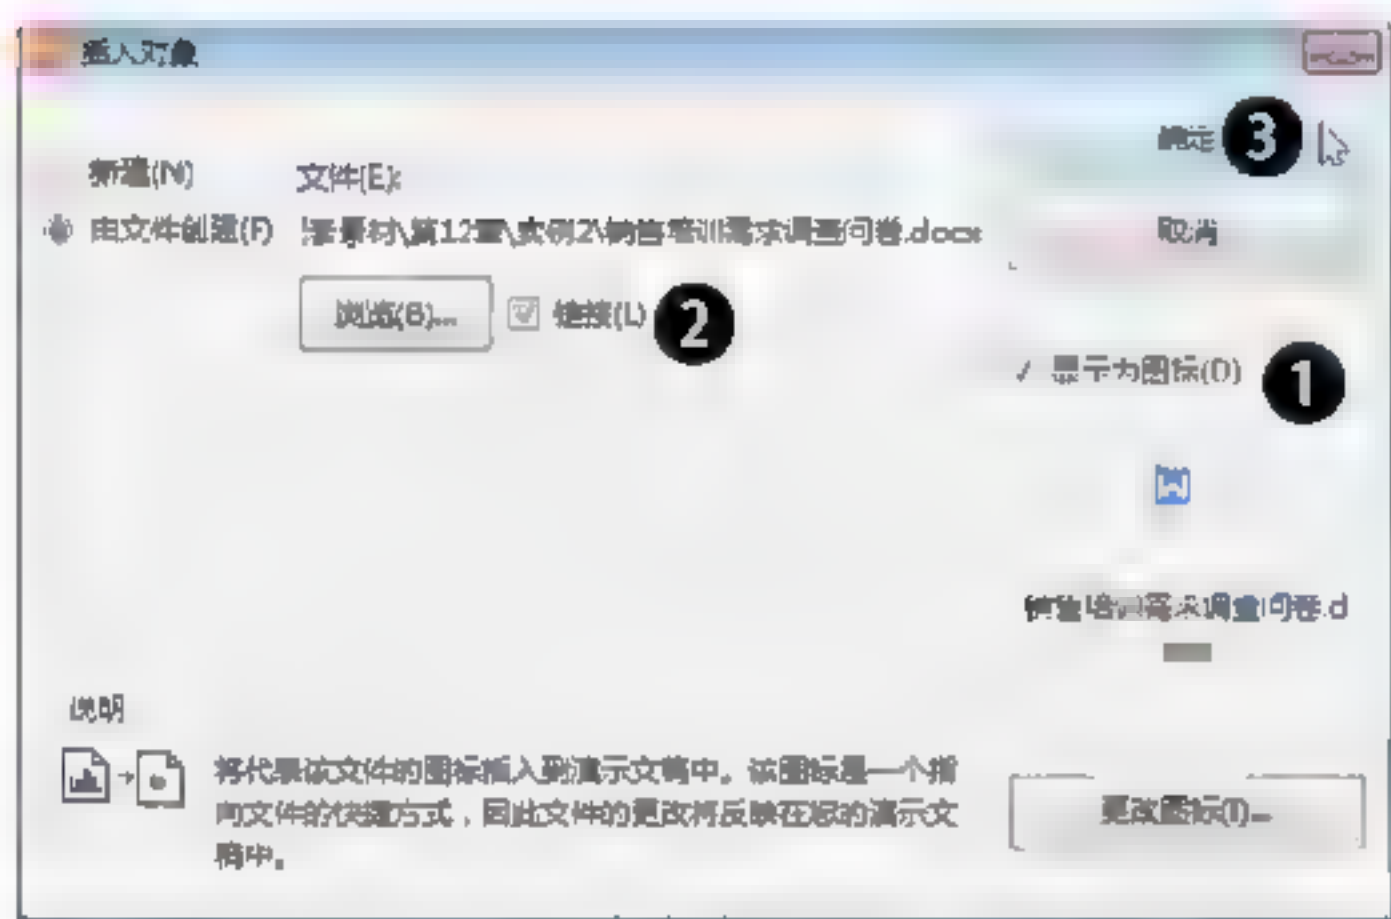 插入对象
确定 3
新建(N) 文件(E):
由文件创建(F) 素材\第12章\实例2\销售培训需求调查问卷.docx
取消
浏览(B)... 链接(L) 2
显示为图标(D) 1
销售培训需求调查问卷.d
说明
将代表该文件的图标插入到演示文稿中。该图标是一个指
向文件的快捷方式，因此文件的更改将反映在您的演示文
稿中。
更改图标(I)...